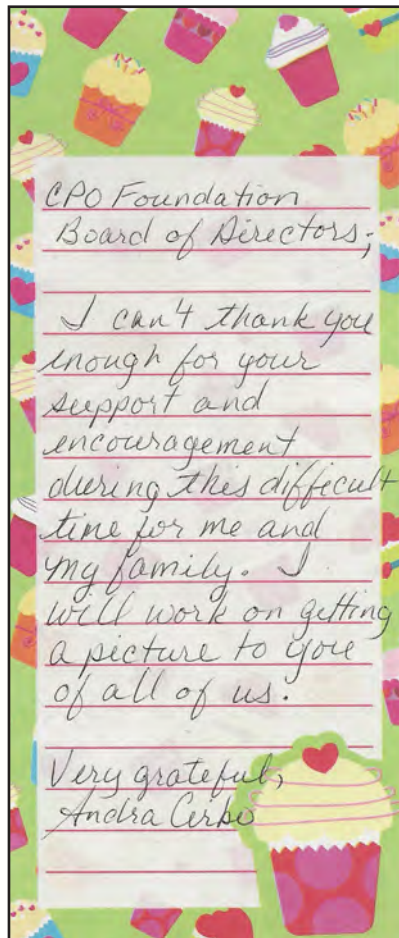 CPO Foundation
Board of Directors;
I can't thank you
enough for your
support and
encouragement
during this difficult
time for me and
my family. I
will work on getting
a picture to you
of all of us.
Very grateful,
Andra Cerbo